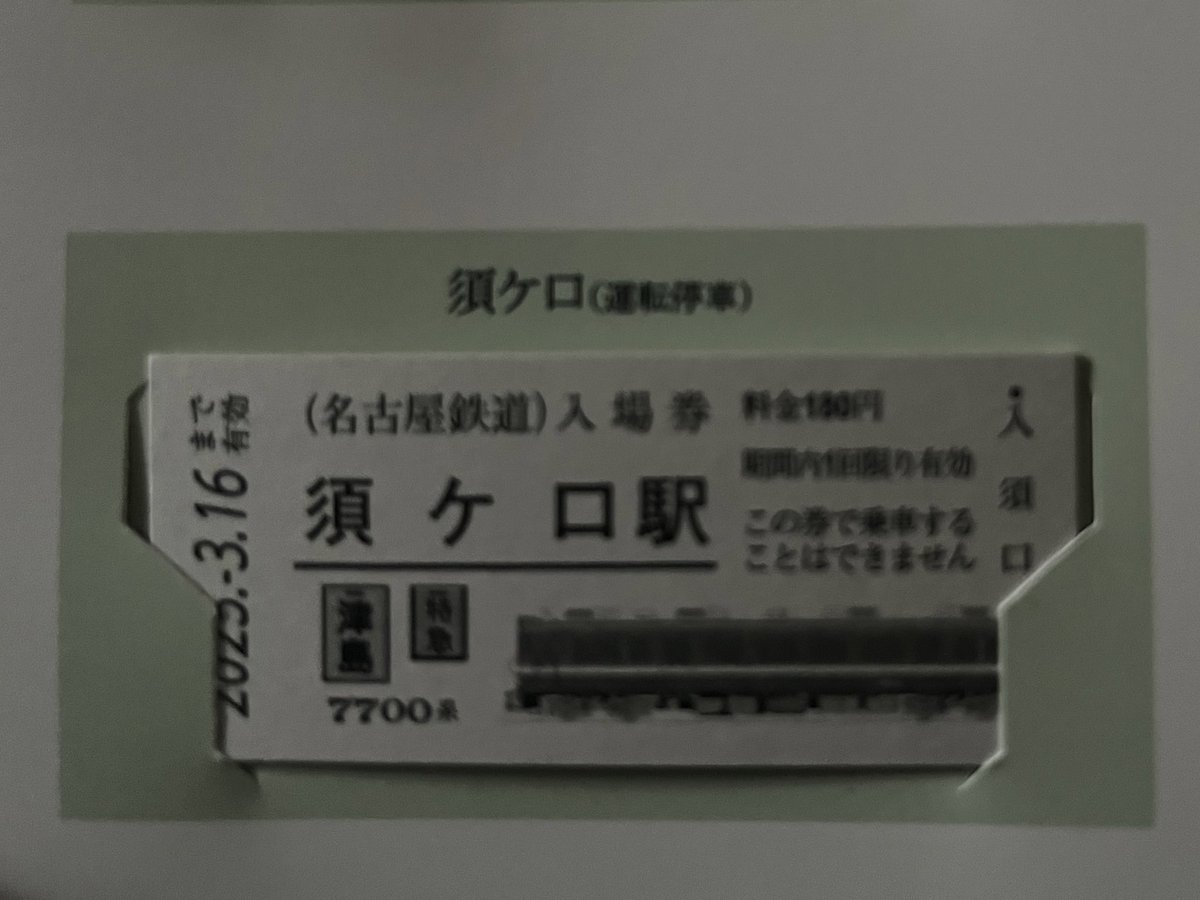 須ケ口(運転停車)
(名古屋鉄道)入場券
須ケ口駅
料金180円
期間内1回限り有効
この券で乗車する
ことはできません
入
須
口
津島
特急
7700系
2025.-3.16
まで
有効